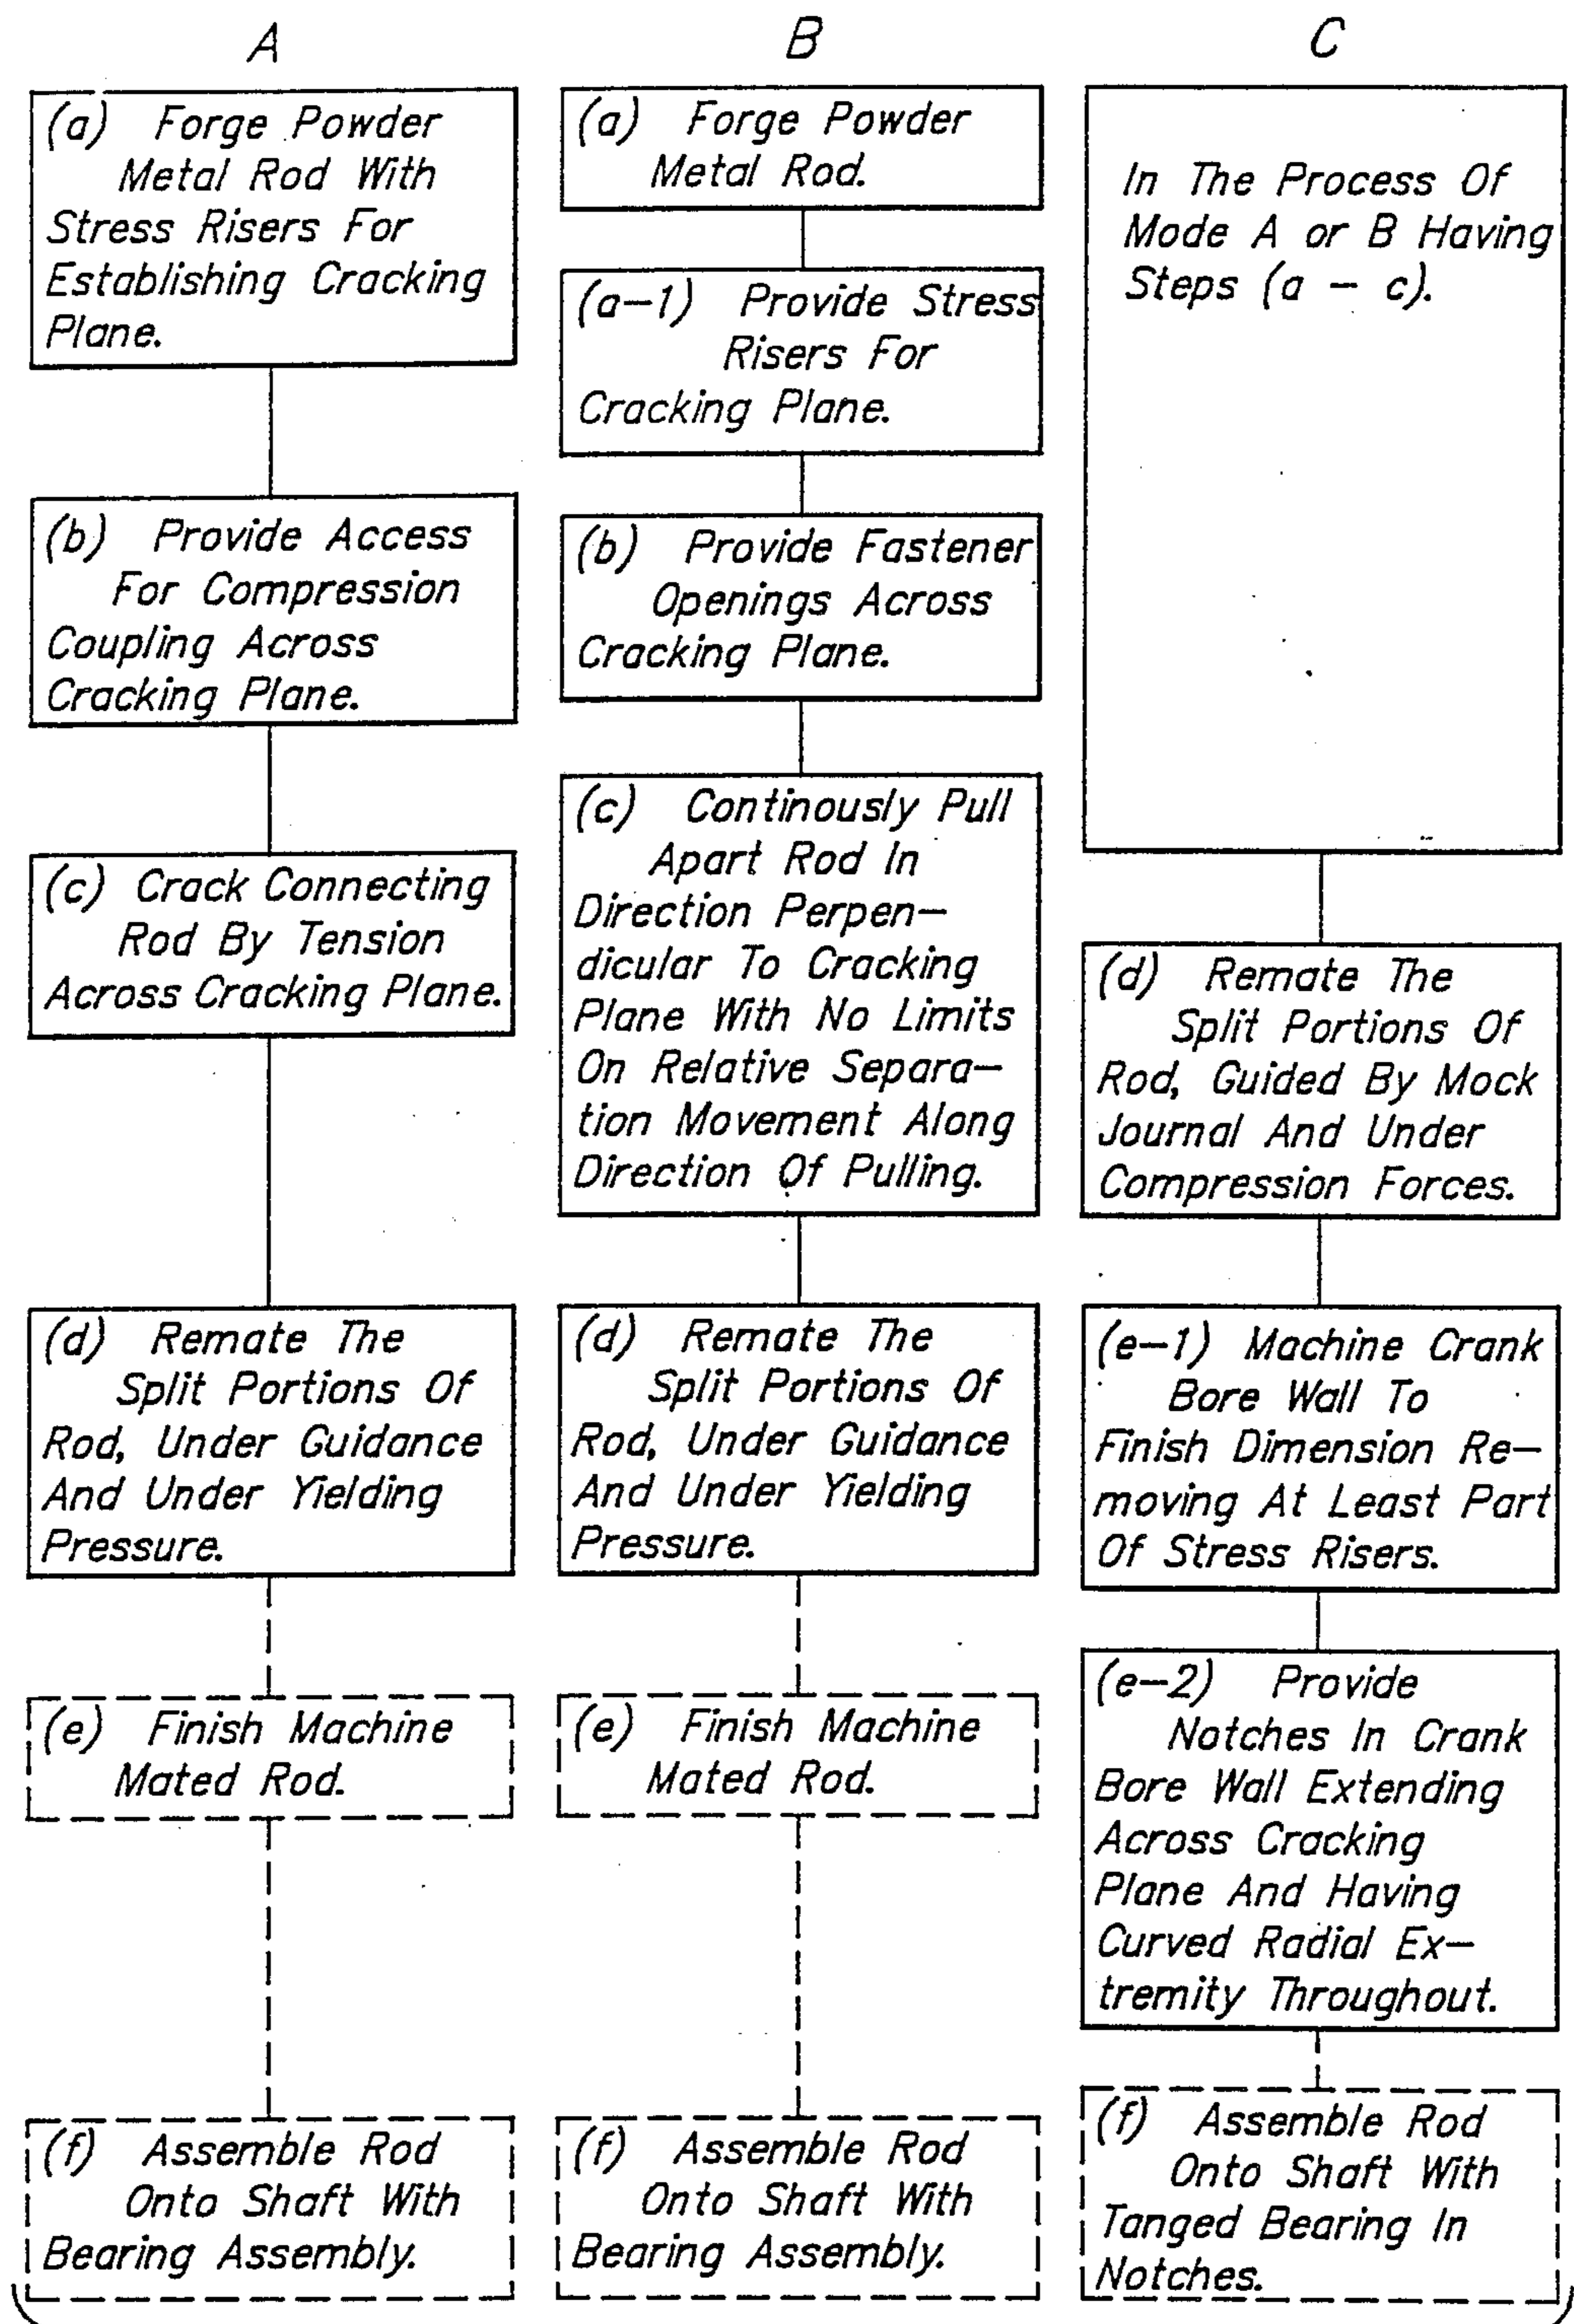 A
(a) Forge Powder
Metal Rod With
Stress Risers For
Establishing Cracking
Plane.
(b) Provide Access
For Compression
Coupling Across
Cracking Plane.
(c) Crack Connecting
Rod By Tension
Across Cracking Plane.
(d) Remate The
Split Portions Of
Rod, Under Guidance
And Under Yielding
Pressure.
(e) Finish Machine
Mated Rod.
(f) Assemble Rod
Onto Shaft With
Bearing Assembly.
B
(a) Forge Powder
Metal Rod.
(a-1) Provide Stress
Risers For
Cracking Plane.
(b) Provide Fastener
Openings Across
Cracking Plane.
(c) Continously Pull
Apart Rod In
Direction Perpen-
dicular To Cracking
Plane With No Limits
On Relative Separa-
tion Movement Along
Direction Of Pulling.
(d) Remate The
Split Portions Of
Rod, Under Guidance
And Under Yielding
Pressure.
(e) Finish Machine
Mated Rod.
(f) Assemble Rod
Onto Shaft With
Bearing Assembly.
C
In The Process Of
Mode A or B Having
Steps (a - c).
(d) Remate The
Split Portions Of
Rod, Guided By Mock
Journal And Under
Compression Forces.
(e-1) Machine Crank
Bore Wall To
Finish Dimension Re-
moving At Least Part
Of Stress Risers.
(e-2) Provide
Notches In Crank
Bore Wall Extending
Across Cracking
Plane And Having
Curved Radial Ex-
tremity Throughout.
(f) Assemble Rod
Onto Shaft With
Tanged Bearing In
Notches.